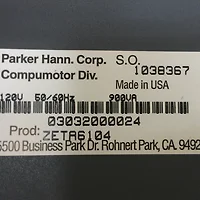 Parker Hann. Corp. S.O.
Compumotor Div. 1038367
Made in USA
120V 50/60Hz 900VA
03032000024
Prod: ZETA6104
5500 Business Park Dr. Rohnert Park, CA. 9492